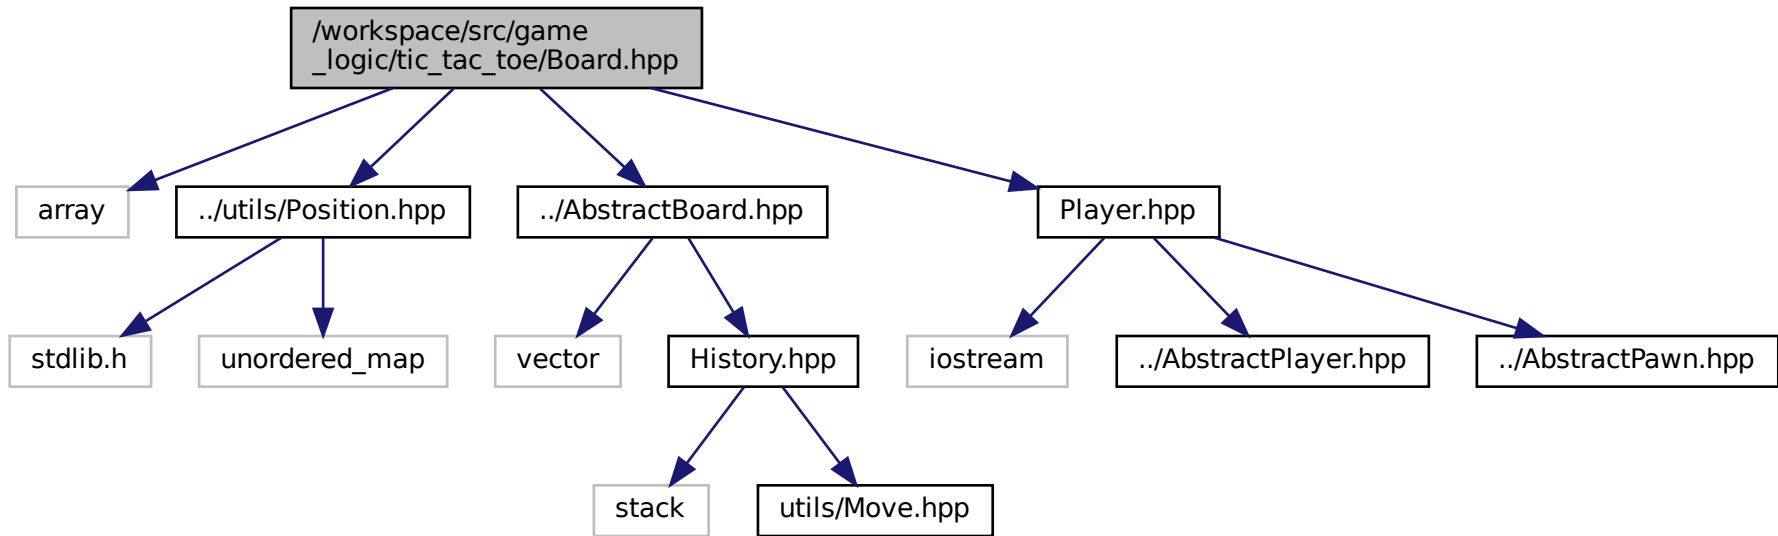 /workspace/src/game
_logic/tic_tac_toe/Board.hpp
array
../utils/Position.hpp
../AbstractBoard.hpp
Player.hpp
stdlib.h
unordered_map
vector
History.hpp
iostream
../AbstractPlayer.hpp
../AbstractPawn.hpp
stack
utils/Move.hpp